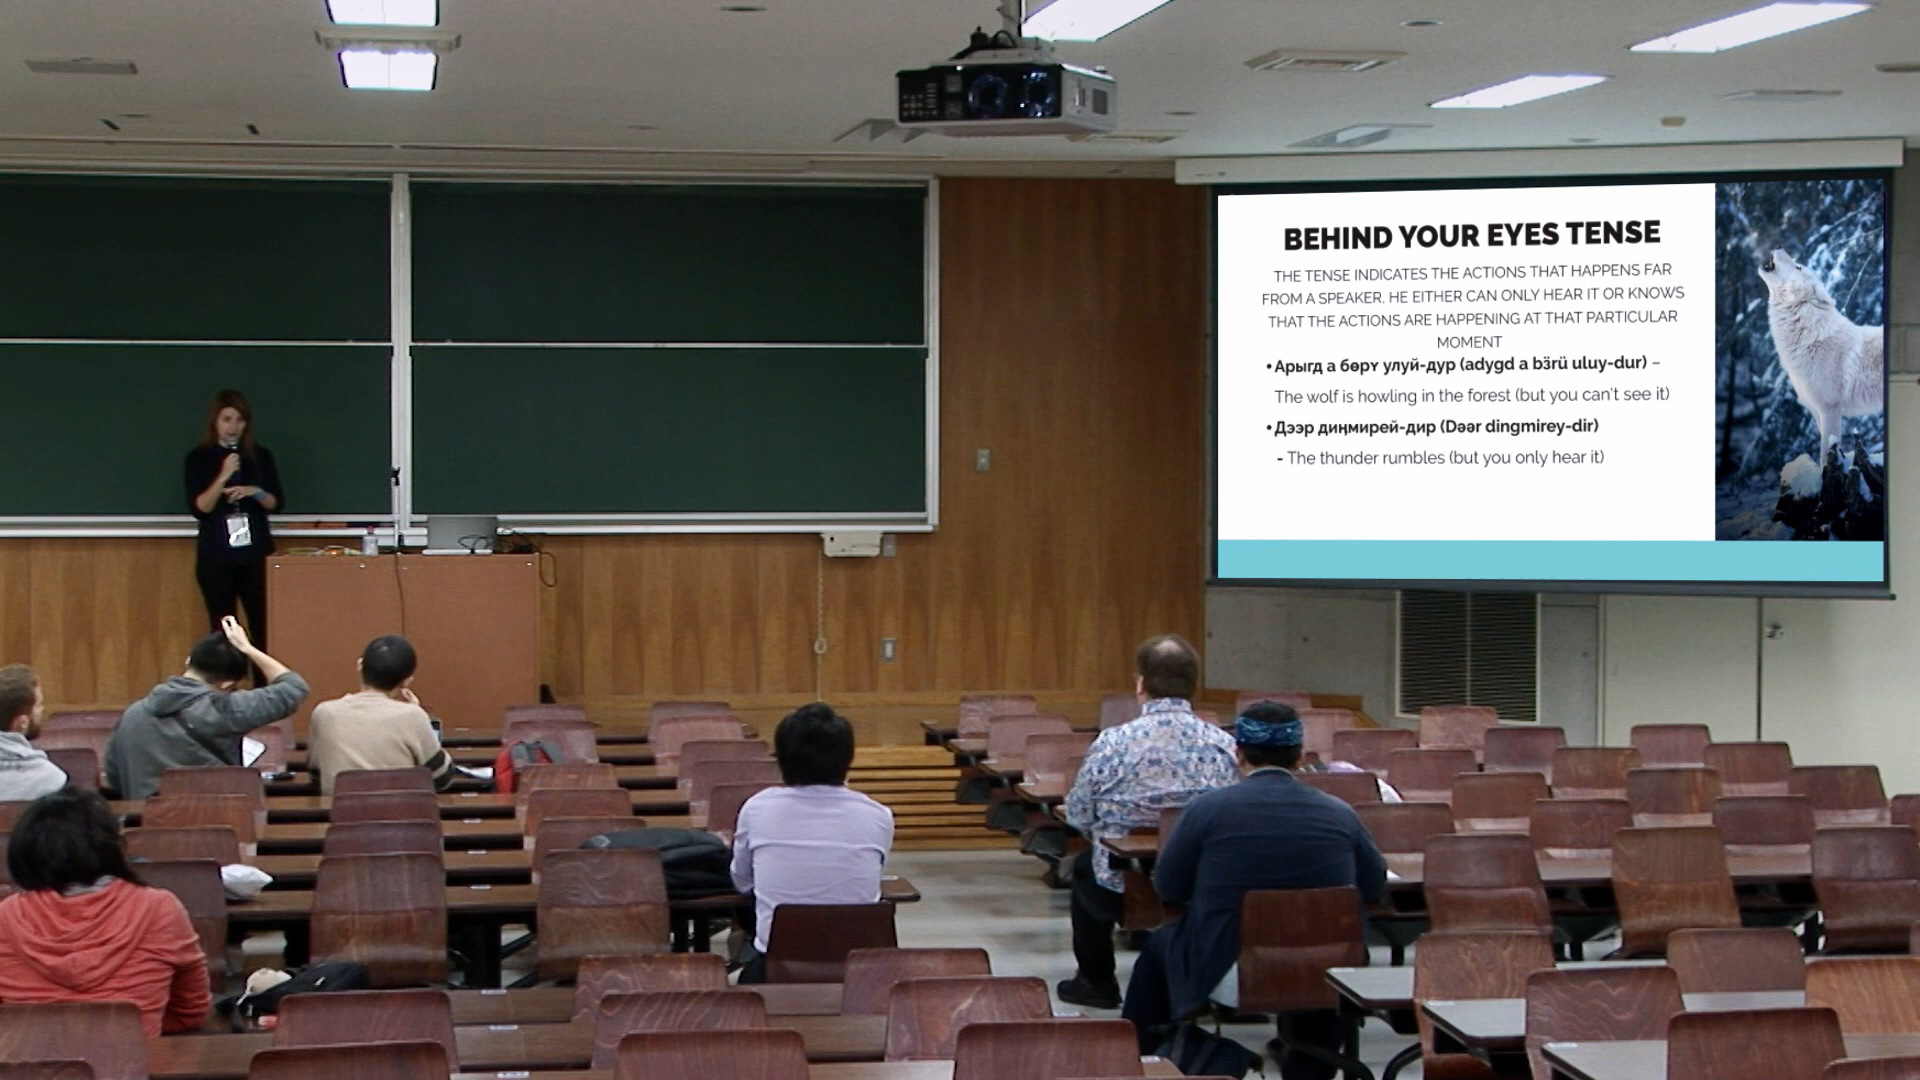 BEHIND YOUR EYES TENSE
THE TENSE INDICATES THE ACTIONS THAT HAPPENS FAR
FROM A SPEAKER. HE EITHER CAN ONLY HEAR IT OR KNOWS
THAT THE ACTIONS ARE HAPPENING AT THAT PARTICULAR
MOMENT
•Арыгд а бөрү улуй-дур (adygd a bӟrü uluy-dur) –
The wolf is howling in the forest (but you can't see it)
•Дээр диңмирей-дир (Dəər dingmirey-dir)
- The thunder rumbles (but you only hear it)